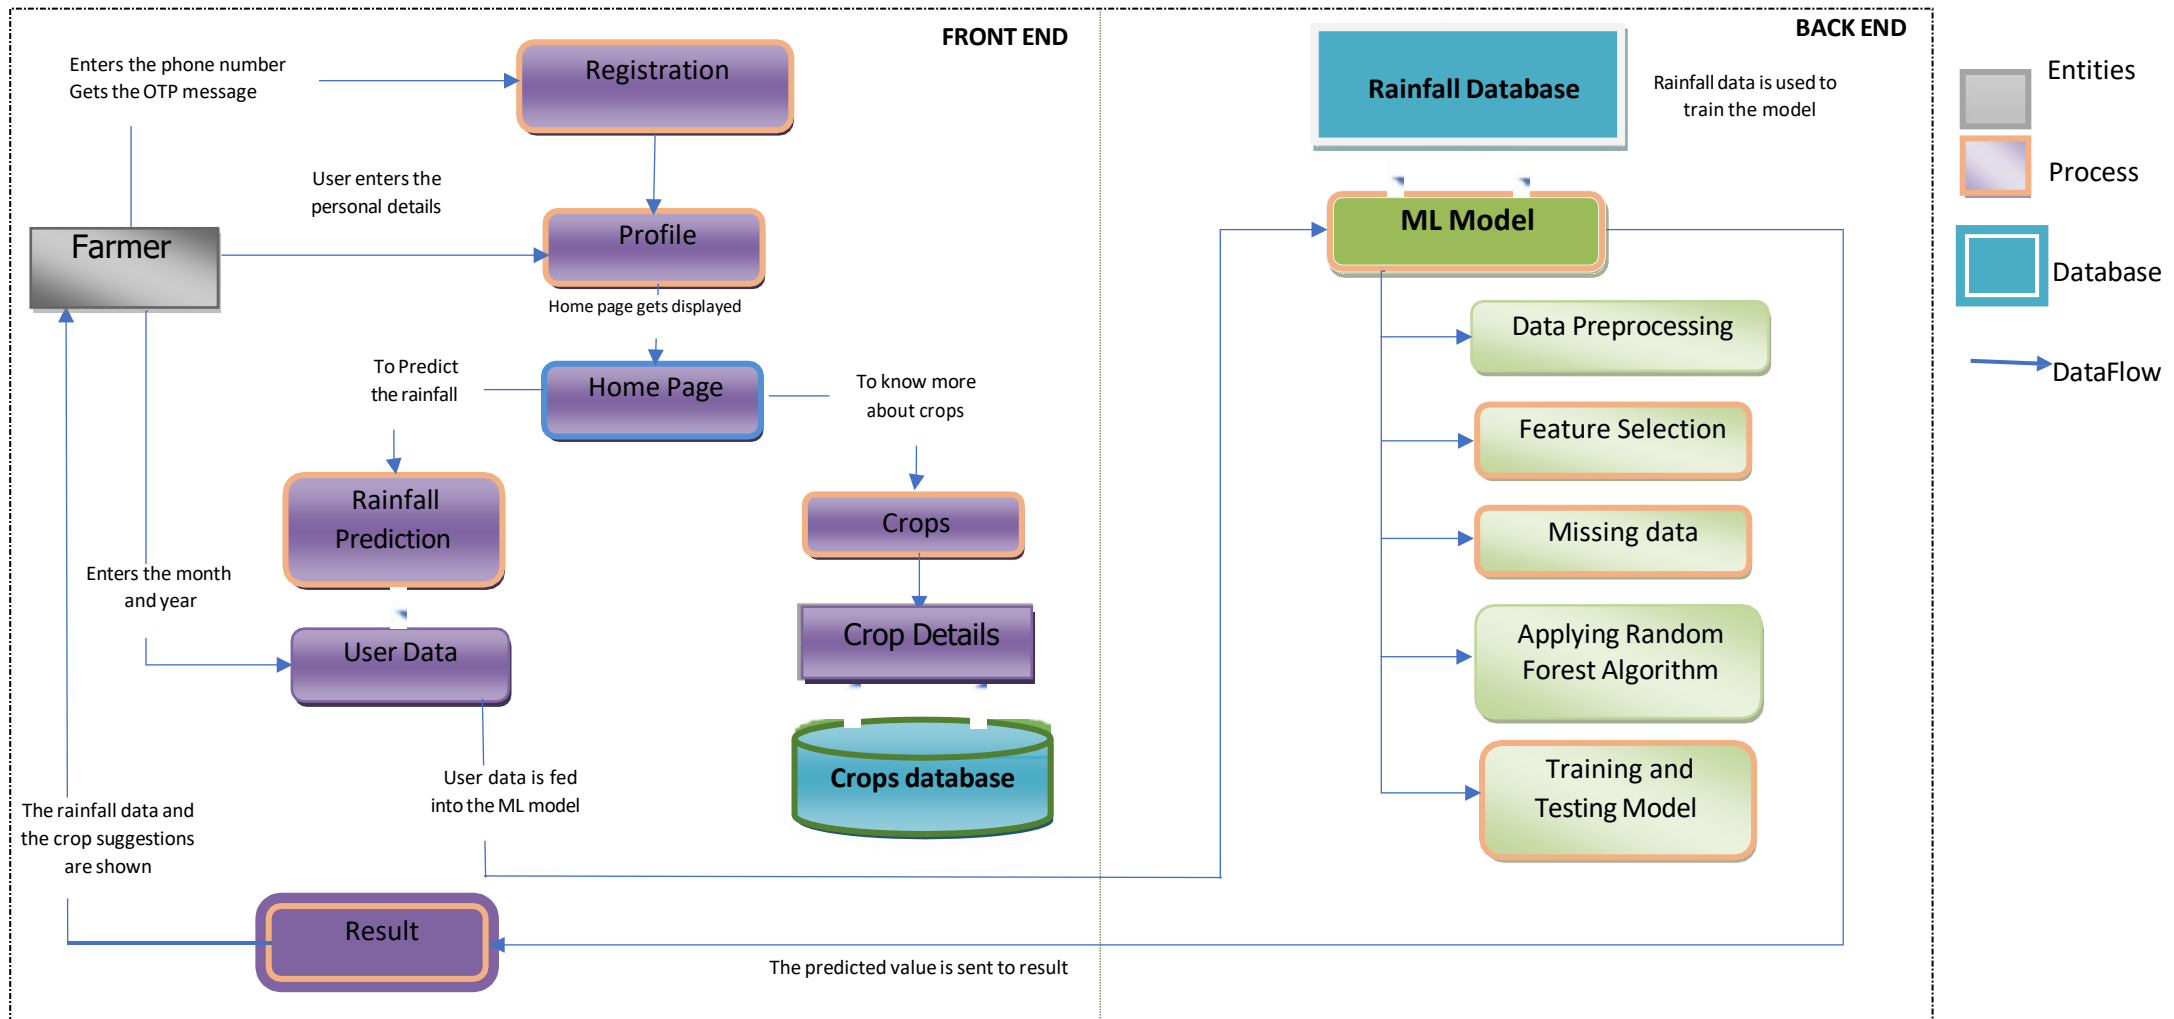 FRONT END
BACK END
Enters the phone number
Gets the OTP message
Registration
Rainfall Database
Rainfall data is used to
train the model
Entities
Process
Database
DataFlow
User enters the
personal details
Farmer
Profile
ML Model
Home page gets displayed
To Predict
the rainfall
Home Page
To know more
about crops
Data Preprocessing
Feature Selection
Missing data
Applying Random
Forest Algorithm
Training and
Testing Model
Rainfall
Prediction
Crops
Enters the month
and year
User Data
Crop Details
User data is fed
into the ML model
Crops database
The rainfall data and
the crop suggestions
are shown
Result
The predicted value is sent to result